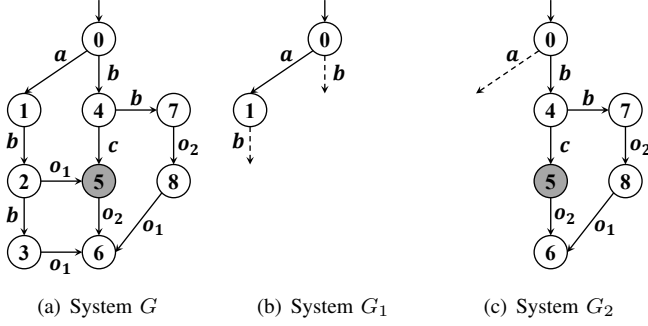 0 0 0
a b a b a b
1 4 7 1 4 7
b b b b
b c o₂ c o₂
2 o₁ 5 8 5 8
b o₂ o₁ o₂ o₁
3 o₁ 6 6
(a) System G (b) System G₁ (c) System G₂